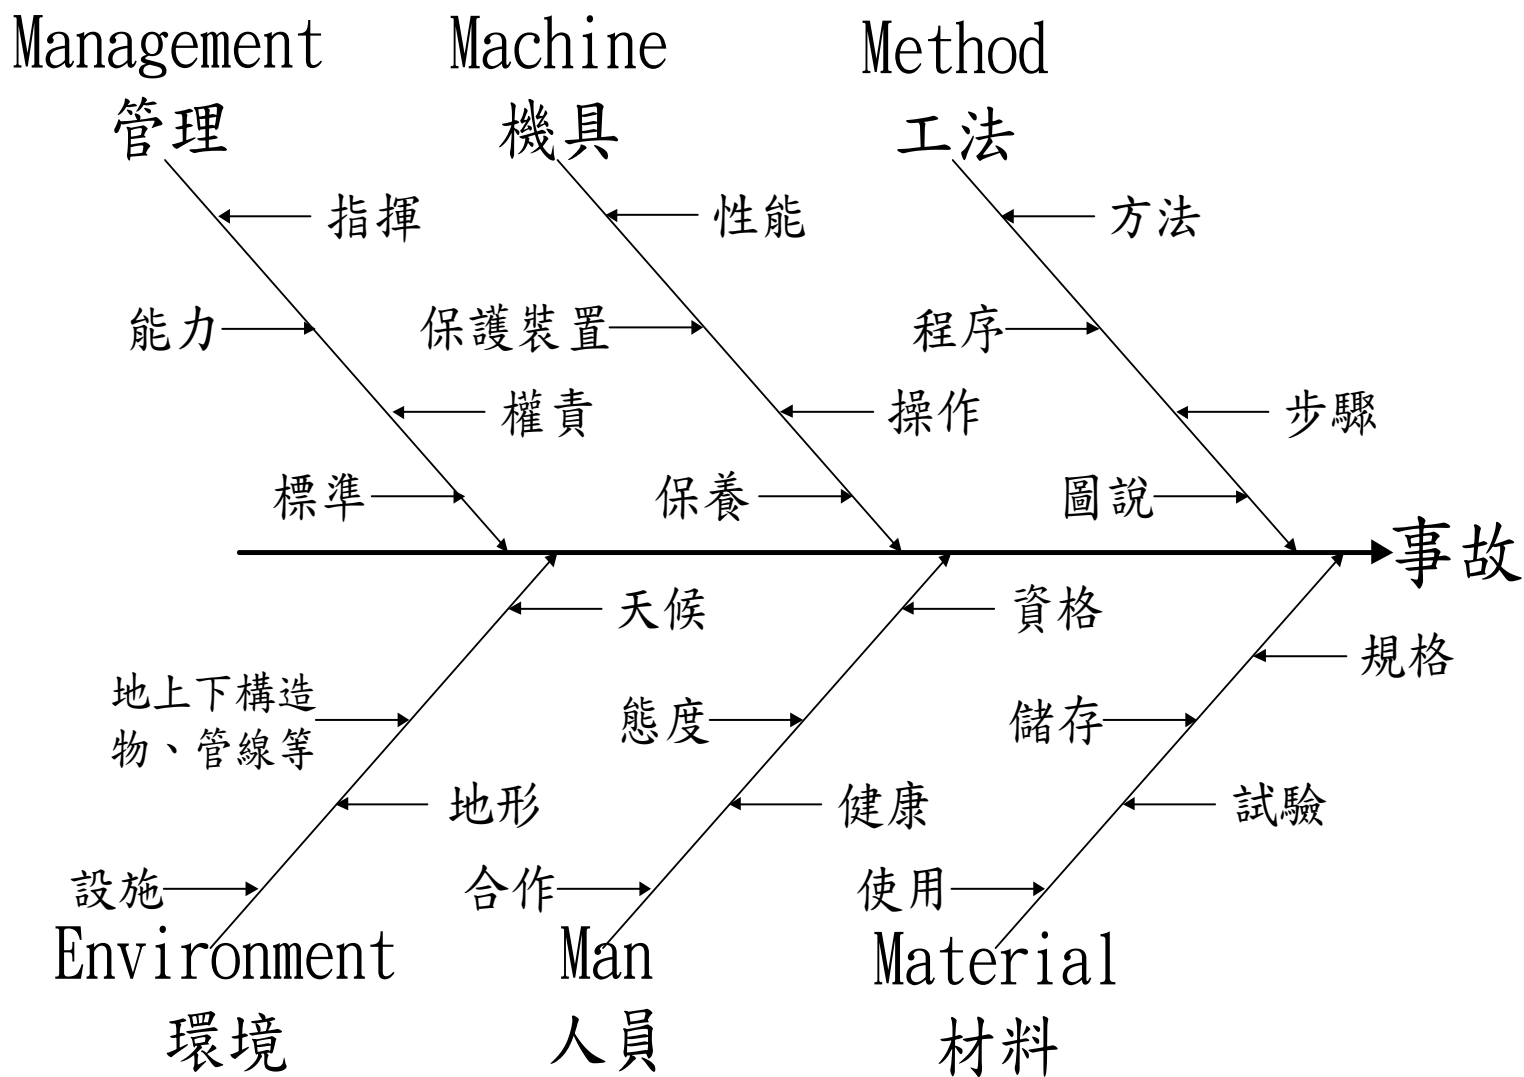 Management
管理
Machine
機具
Method
工法
指揮
性能
方法
能力
保護裝置
程序
權責
操作
步驟
標準
保養
圖說
事故
天候
資格
規格
地上下構造
物、管線等
態度
儲存
地形
健康
試驗
設施
合作
使用
Environment
環境
Man
人員
Material
材料